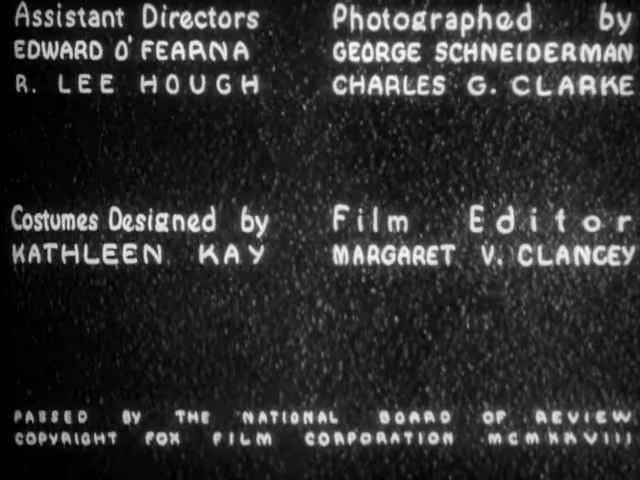 Assistant Directors
EDWARD O'FEARNA
R. LEE HOUGH
Photographed by
GEORGE SCHNEIDERMAN
CHARLES G. CLARKE
Costumes Designed by
KATHLEEN KAY
Film Editor
MARGARET V. CLANCEY
PASSED BY THE NATIONAL BOARD OF REVIEW
COPYRIGHT FOX FILM CORPORATION MCMXXVIII